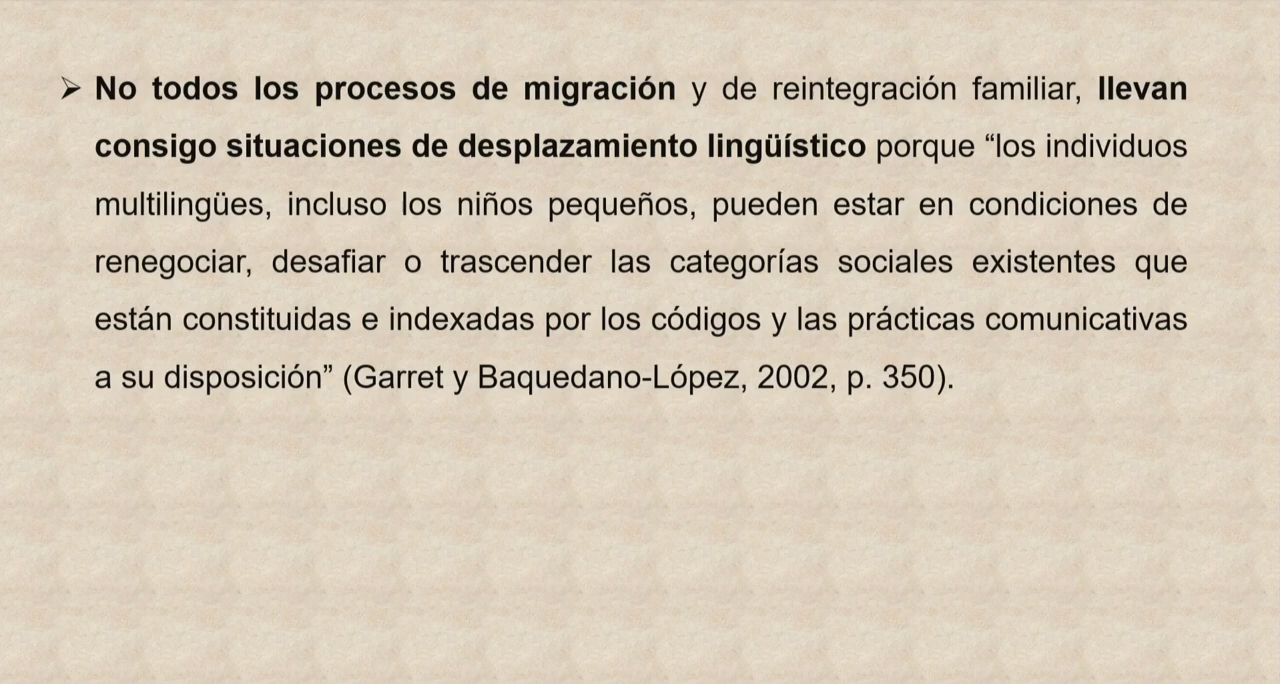 ➢ No todos los procesos de migración y de reintegración familiar, llevan
consigo situaciones de desplazamiento lingüístico porque “los individuos
multilingües, incluso los niños pequeños, pueden estar en condiciones de
renegociar, desafiar o trascender las categorías sociales existentes que
están constituidas e indexadas por los códigos y las prácticas comunicativas
a su disposición” (Garret y Baquedano-López, 2002, p. 350).